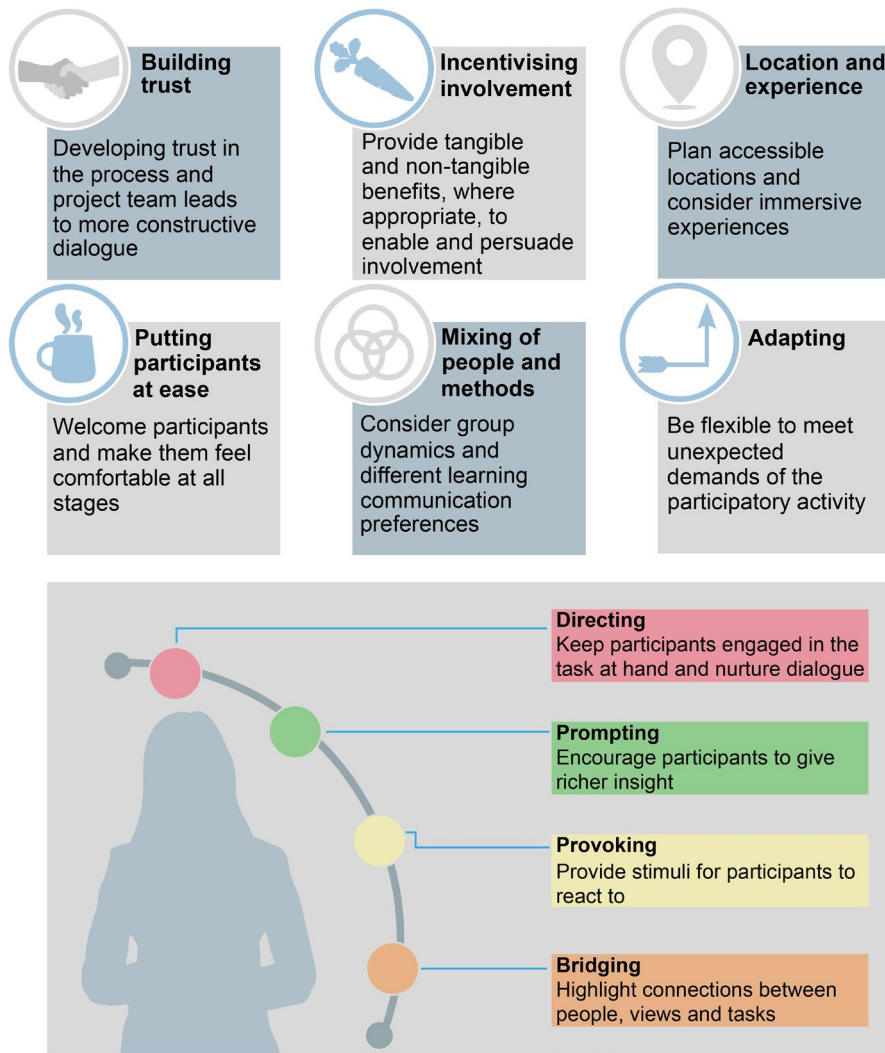 Building
trust
Developing trust in
the process and
project team leads
to more constructive
dialogue
Incentivising
involvement
Provide tangible
and non-tangible
benefits, where
appropriate, to
enable and persuade
involvement
Location and
experience
Plan accessible
locations and
consider immersive
experiences
Putting
participants
at ease
Welcome participants
and make them feel
comfortable at all
stages
Mixing of
people and
methods
Consider group
dynamics and
different learning
communication
preferences
Adapting
Be flexible to meet
unexpected
demands of the
participatory activity
Directing
Keep participants engaged in the
task at hand and nurture dialogue
Prompting
Encourage participants to give
richer insight
Provoking
Provide stimuli for participants to
react to
Bridging
Highlight connections between
people, views and tasks